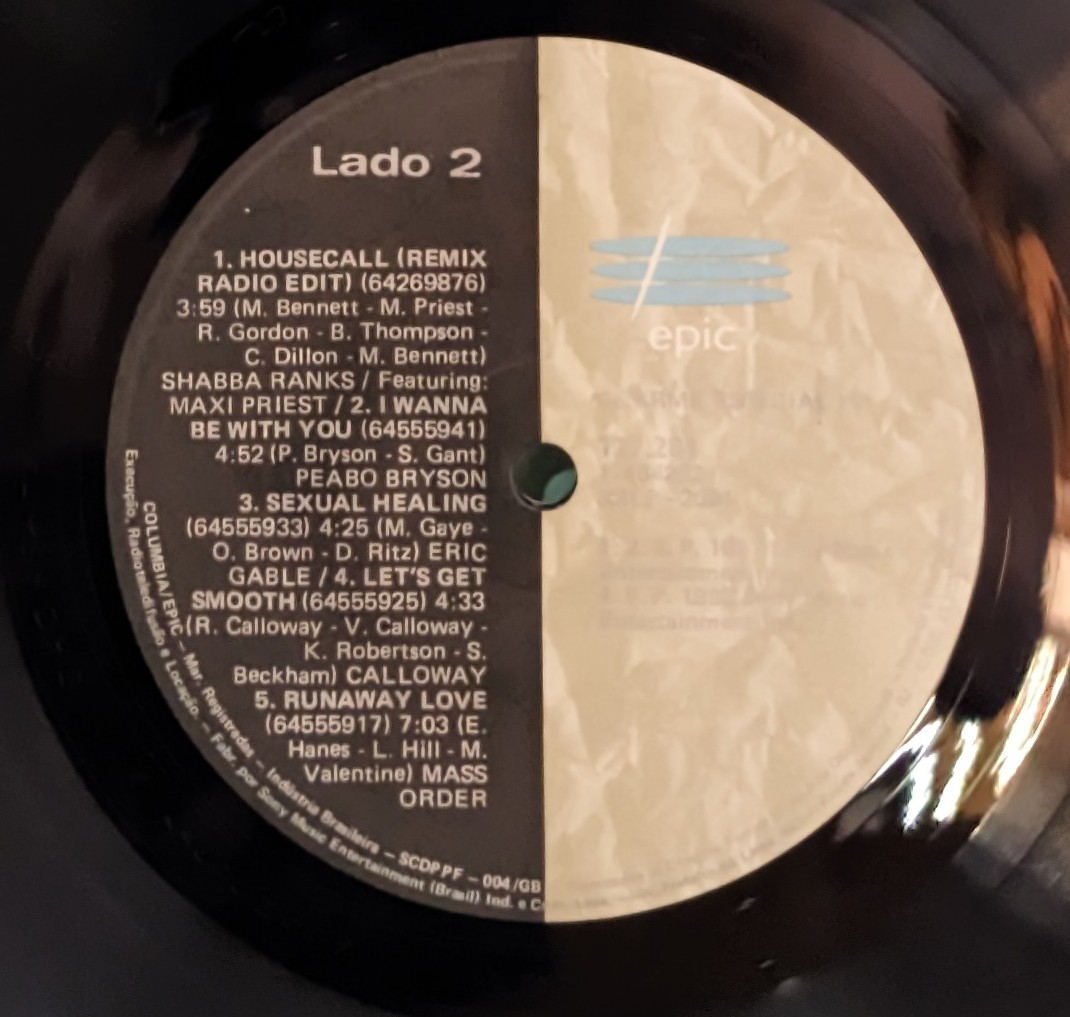 Lado 2
1. HOUSECALL (REMIX
RADIO EDIT) (64269876)
3:59 (M. Bennett - M. Priest -
R. Gordon - B. Thompson -
C. Dillon - M. Bennett)
SHABBA RANKS / Featuring:
MAXI PRIEST / 2. I WANNA
BE WITH YOU (64555941)
4:52 (P. Bryson - S. Gant)
PEABO BRYSON
3. SEXUAL HEALING
(64555933) 4:25 (M. Gaye -
O. Brown - D. Ritz) ERIC
GABLE / 4. LET'S GET
SMOOTH (64555925) 4:33
(R. Calloway - V. Calloway -
K. Robertson - S.
Beckham) CALLOWAY
5. RUNAWAY LOVE
(64555917) 7:03 (E.
Hanes - L. Hill - M.
Valentine) MASS
ORDER
COLUMBIA/EPIC – Mar. Registradas – Indústria Brasileira – SCDPPF – 004/GB
Execução, Radioteledifusão e Locação. – Fabr. por Sony Music Entertainment (Brasil) Ind. e
epic